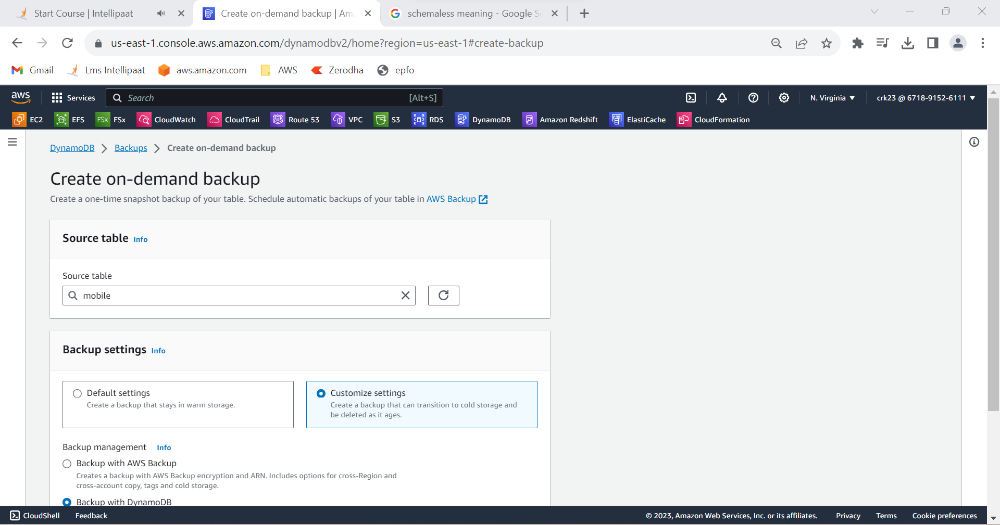 Start Course | Intellipaat
Create on-demand backup | Am
schemaless meaning - Google S
us-east-1.console.aws.amazon.com/dynamodbv2/home?region=us-east-1#create-backup
Gmail
Lms Intellipaat
aws.amazon.com
AWS
Zerodha
epfo
aws
Services
Search
[Alt+S]
N. Virginia
crk23 @ 6718-9152-6111
EC2
EFS
FSx
FSx
CloudWatch
CloudTrail
Route 53
VPC
S3
RDS
DynamoDB
Amazon Redshift
ElastiCache
CloudFormation
DynamoDB
Backups
Create on-demand backup
Create on-demand backup
Create a one-time snapshot backup of your table. Schedule automatic backups of your table in AWS Backup
Source table Info
Source table
mobile
Backup settings Info
Default settings
Create a backup that stays in warm storage.
Customize settings
Create a backup that can transition to cold storage and
be deleted as it ages.
Backup management Info
Backup with AWS Backup
Creates a backup with AWS Backup encryption and ARN. Includes options for cross-Region and
cross-account copy, tags and cold storage.
Backup with DynamoDB
CloudShell
Feedback
© 2023, Amazon Web Services, Inc. or its affiliates.
Privacy
Terms
Cookie preferences